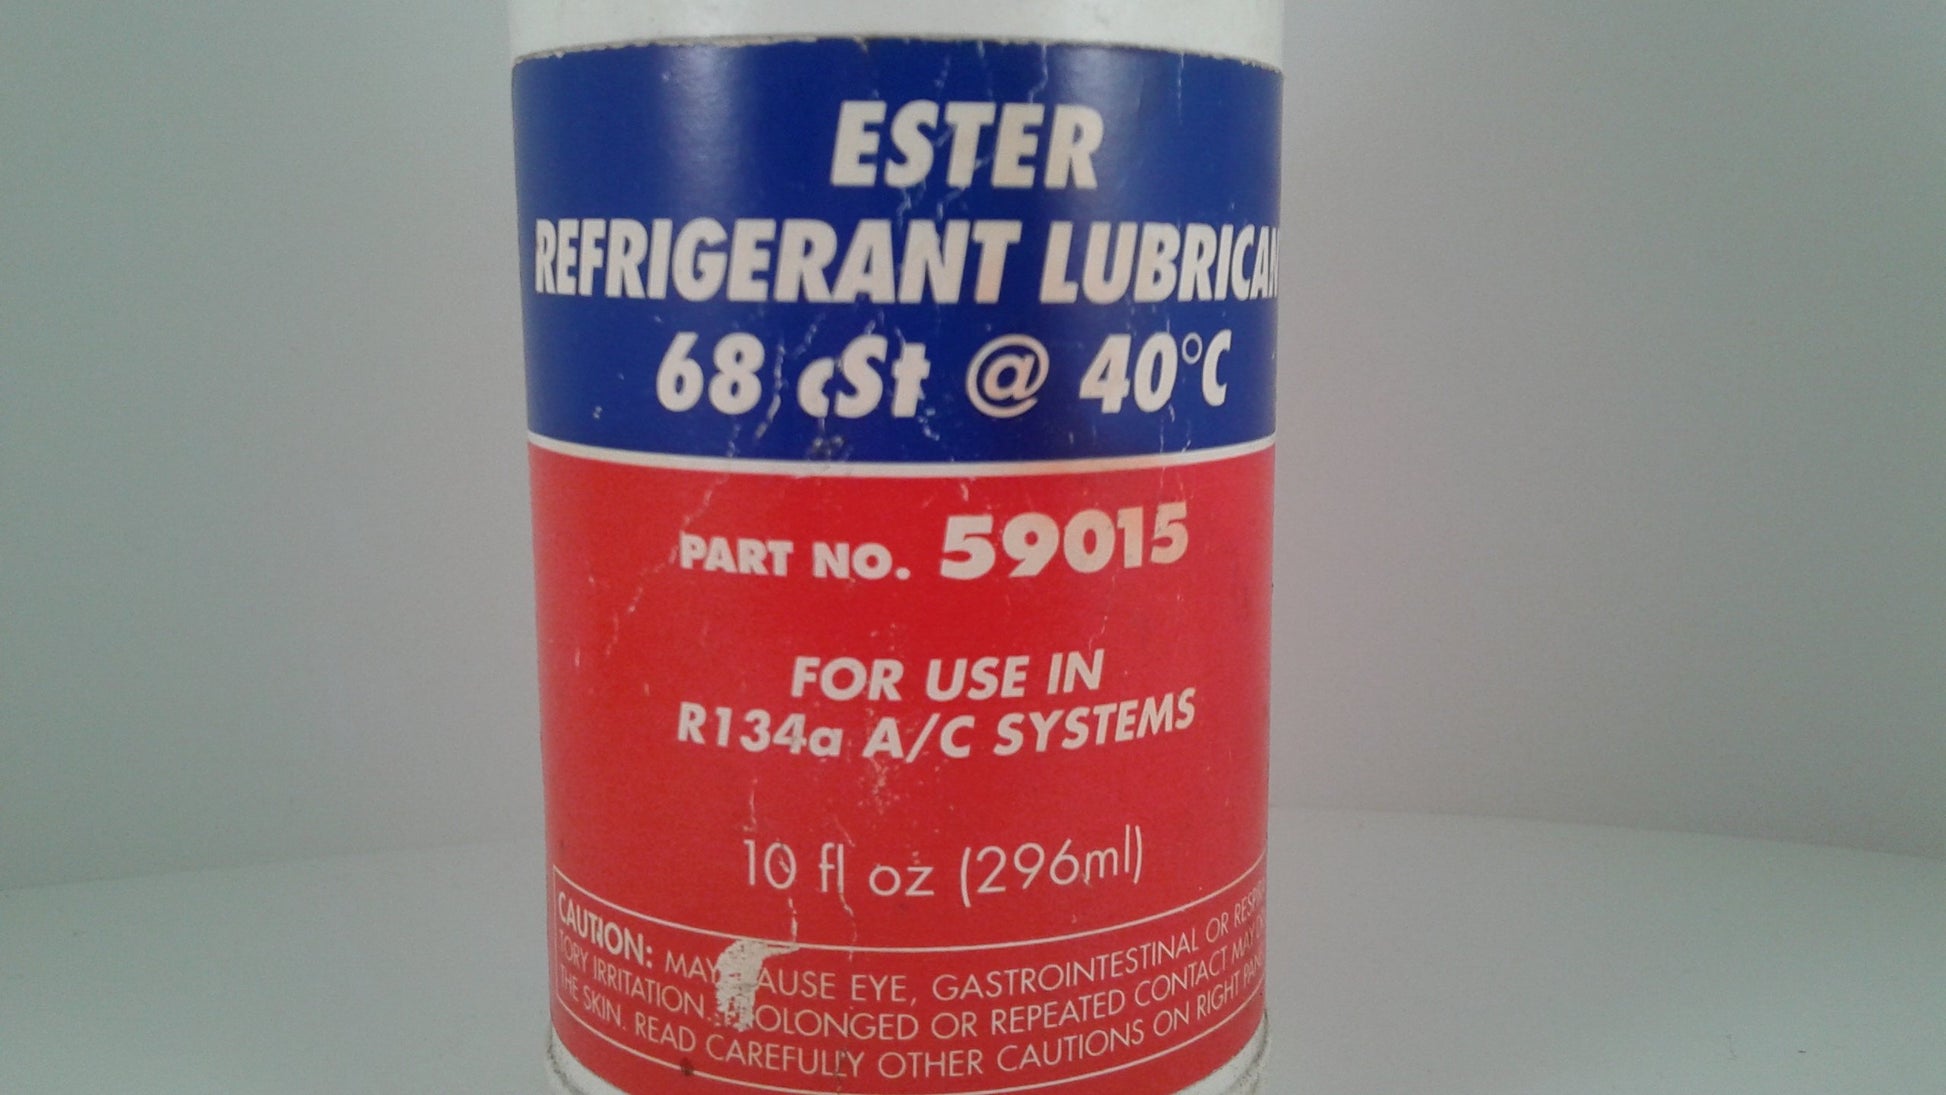 ESTER
REFRIGERANT LUBRICAN
68 cSt @ 40°C
PART NO. 59015
FOR USE IN
R134a A/C SYSTEMS
10 fl oz (296ml)
CAUTION: MAY AUSE EYE, GASTROINTESTINAL OR RESPIR
TORY IRRITATION. OLONGED OR REPEATED CONTACT MAY
THE SKIN. READ CAREFULLY OTHER CAUTIONS ON RIGHT PAN